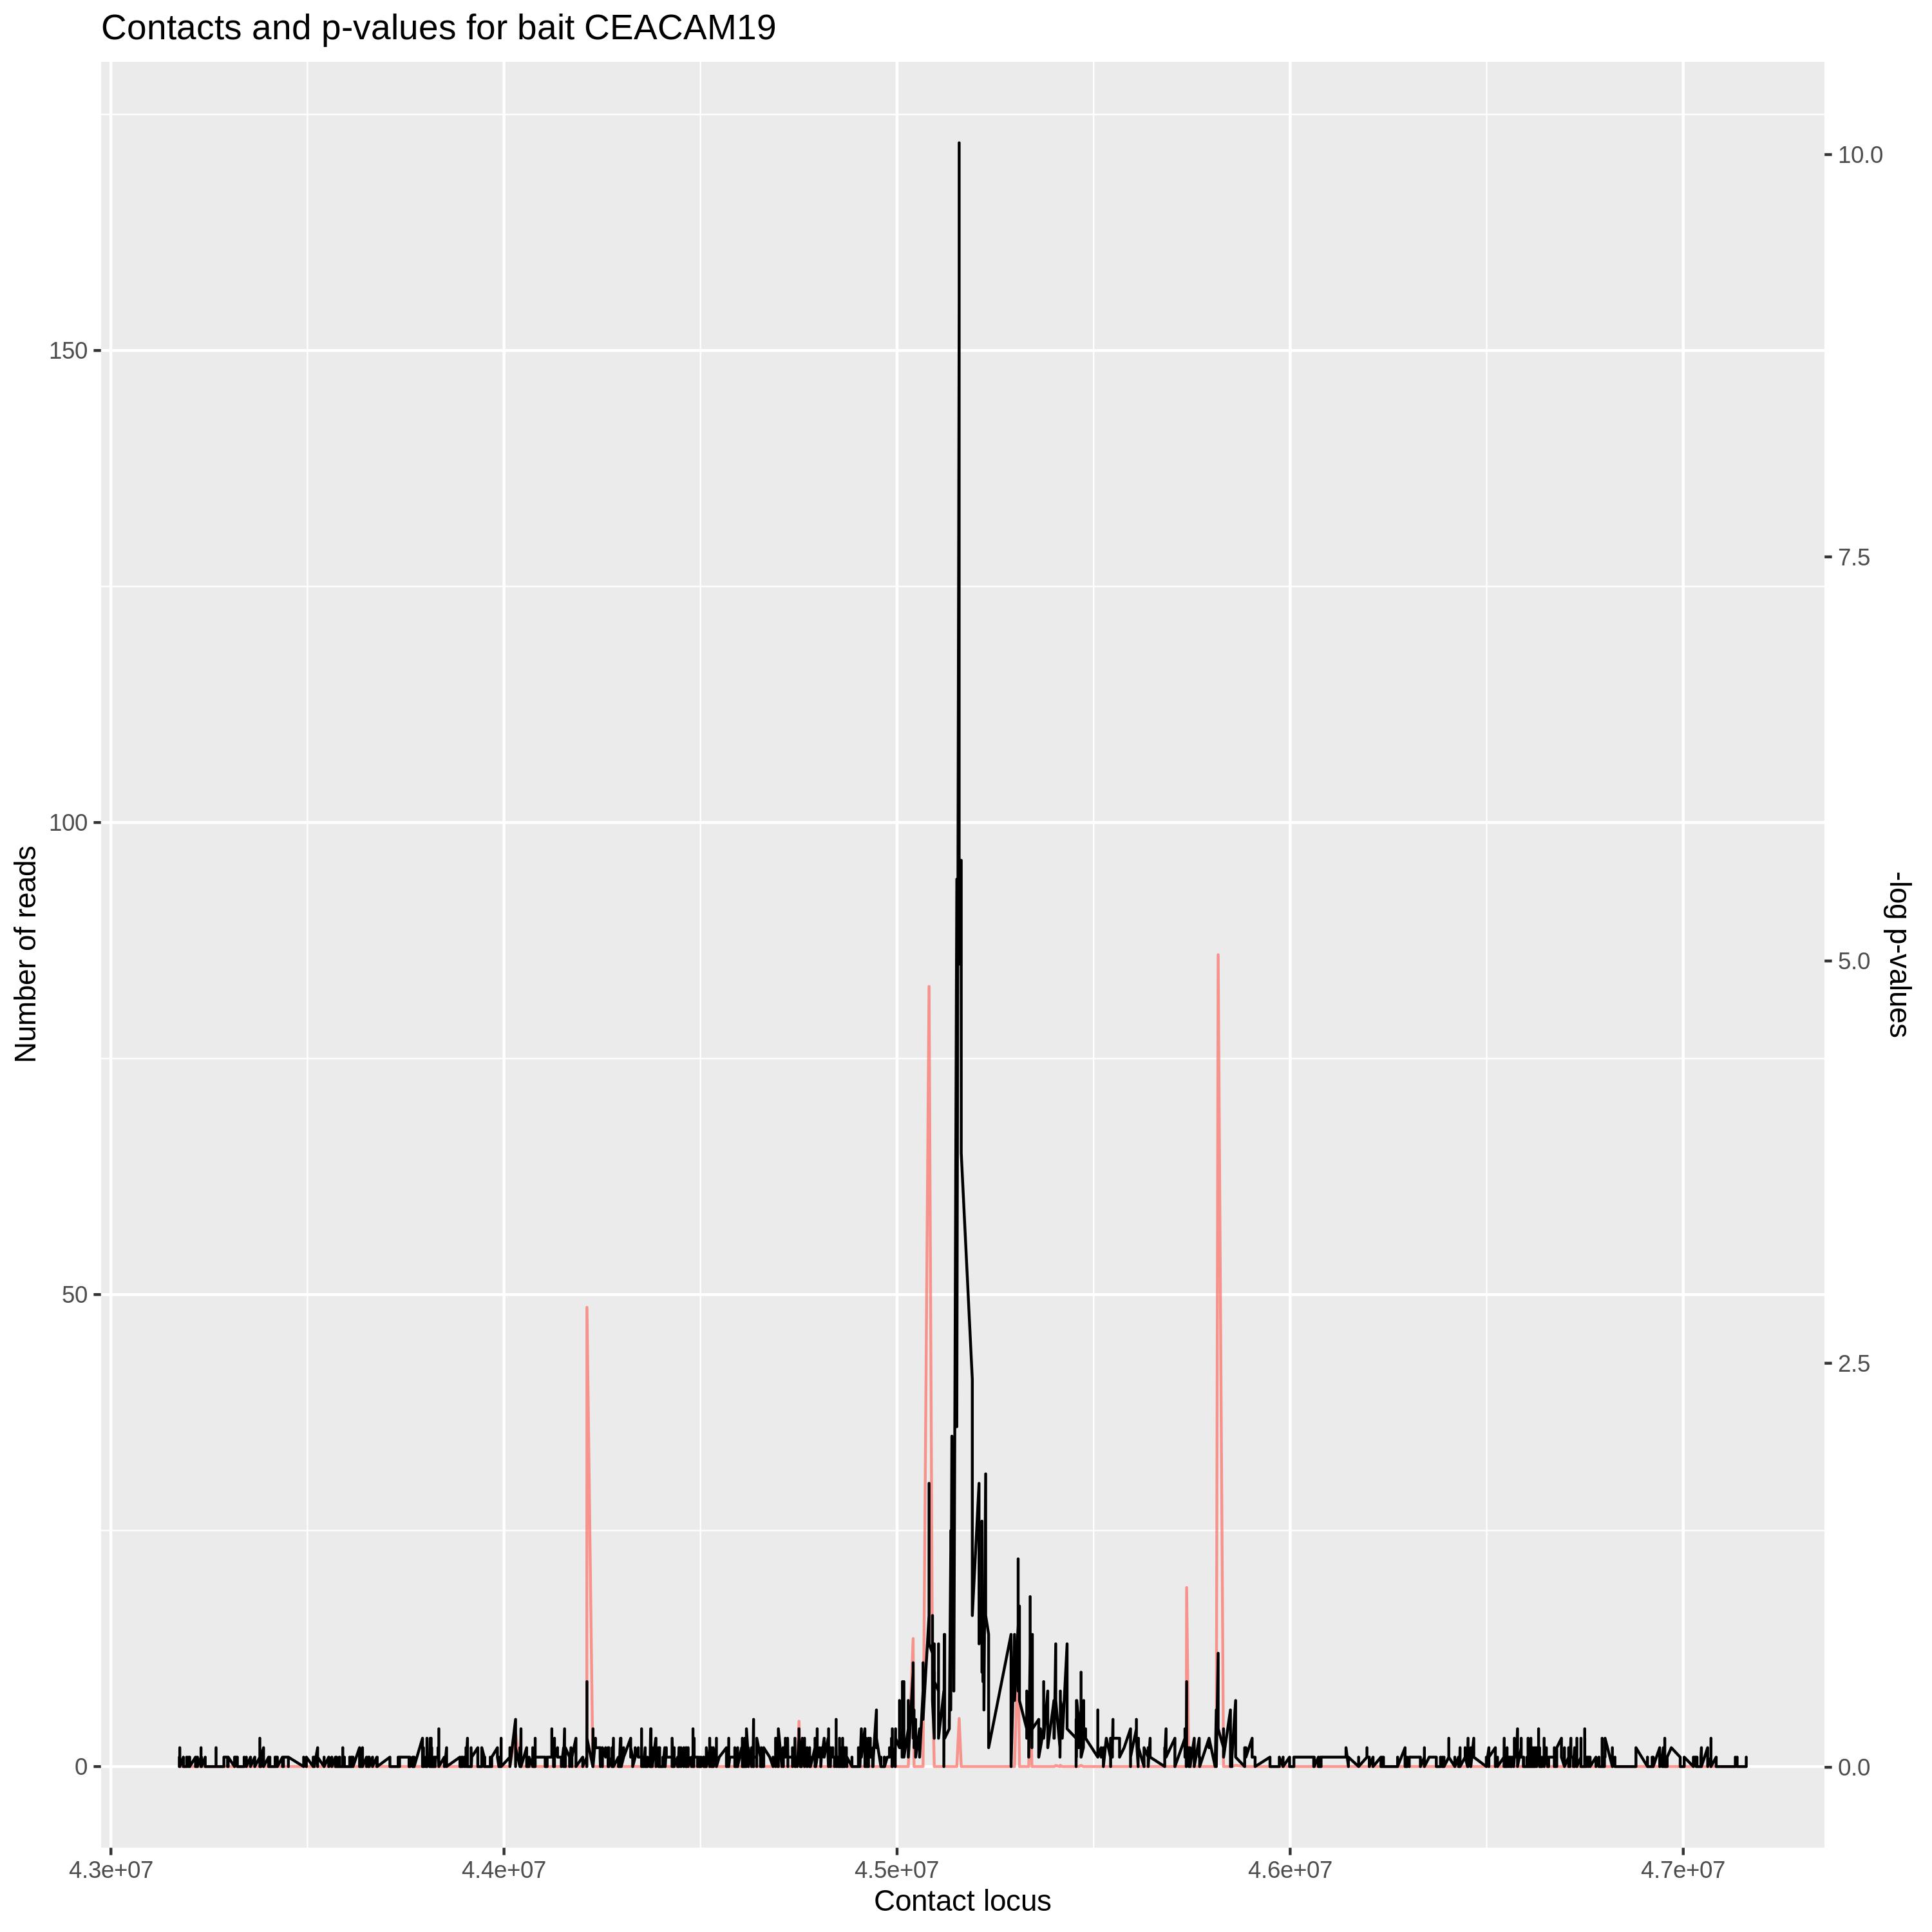 Contacts and p-values for bait CEACAM19
Number of reads
150
100
50
0
10.0
7.5
5.0
2.5
0.0
-log p-values
4.3e+07
4.4e+07
4.5e+07
4.6e+07
4.7e+07
Contact locus